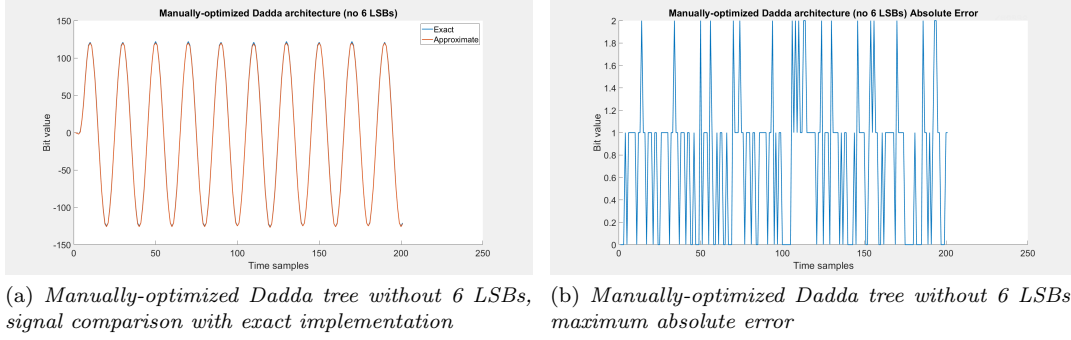 Manually-optimized Dadda architecture (no 6 LSBs)
150
100
50
0
-50
-100
-150
Bit value
0
50
100
150
200
250
Time samples
Exact
Approximate
(a) Manually-optimized Dadda tree without 6 LSBs,
signal comparison with exact implementation
Manually-optimized Dadda architecture (no 6 LSBs) Absolute Error
2
1.8
1.6
1.4
1.2
1
0.8
0.6
0.4
0.2
0
Bit value
0
50
100
150
200
250
Time samples
(b) Manually-optimized Dadda tree without 6 LSBs
maximum absolute error